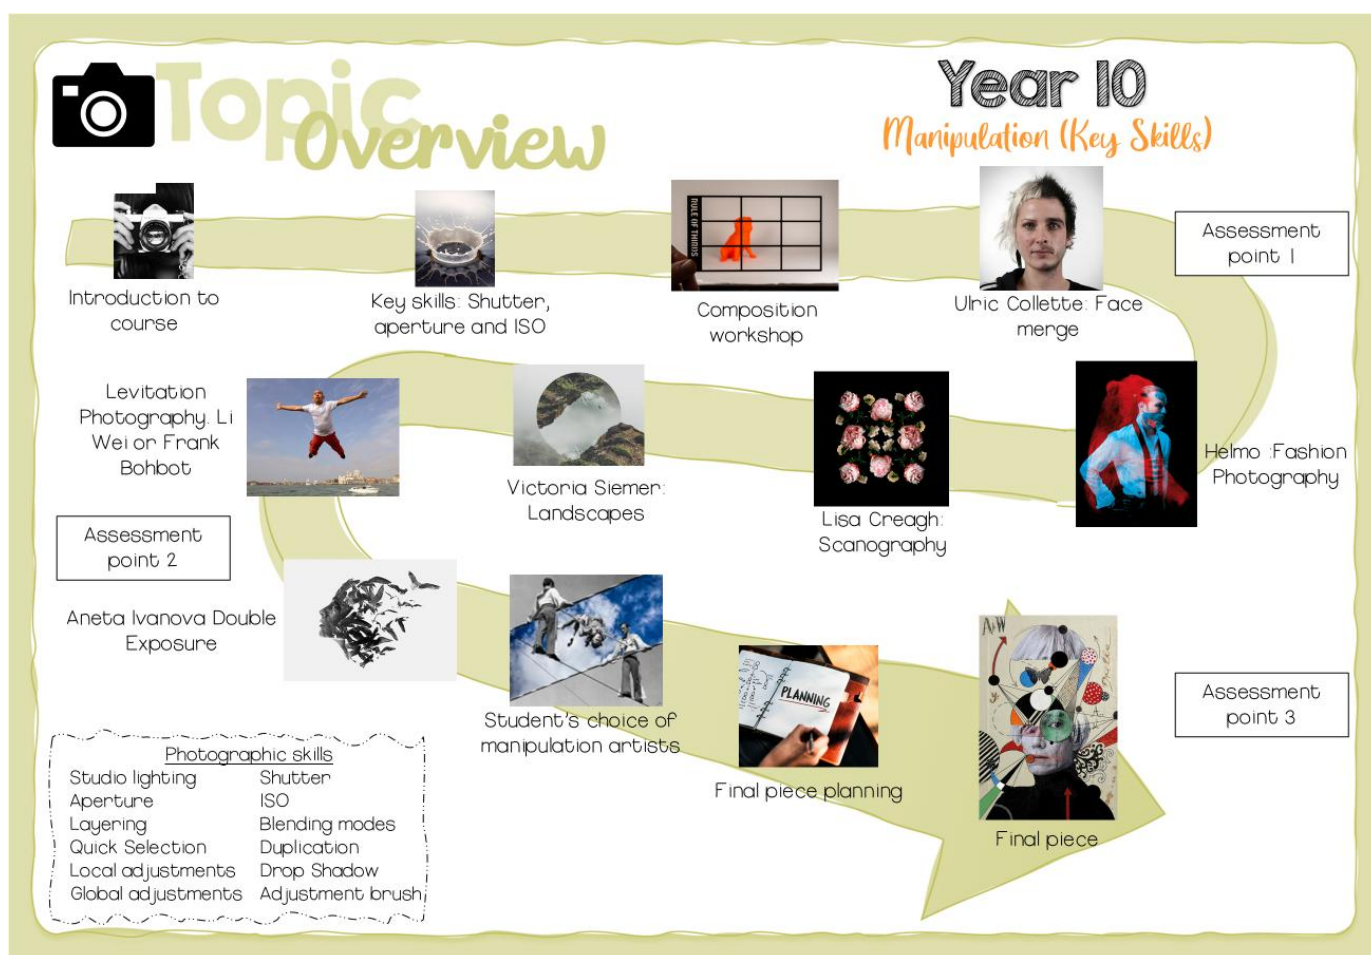 Topic
Overview
Year 10
Manipulation (Key Skills)
Introduction to
course
Key skills: Shutter,
aperture and ISO
RULE OF THIRDS
Composition
workshop
Ulric Collette: Face
merge
Assessment
point 1
Levitation
Photography. Li
Wei or Frank
Bohbot
Victoria Siemer:
Landscapes
Lisa Creagh:
Scanography
Helmo :Fashion
Photography
Assessment
point 2
Aneta Ivanova Double
Exposure
Student's choice of
manipulation artists
PLANNING
Final piece planning
Final piece
Assessment
point 3
Photographic skills
Studio lighting
Shutter
Aperture
ISO
Layering
Blending modes
Quick Selection
Duplication
Local adjustments
Drop Shadow
Global adjustments
Adjustment brush